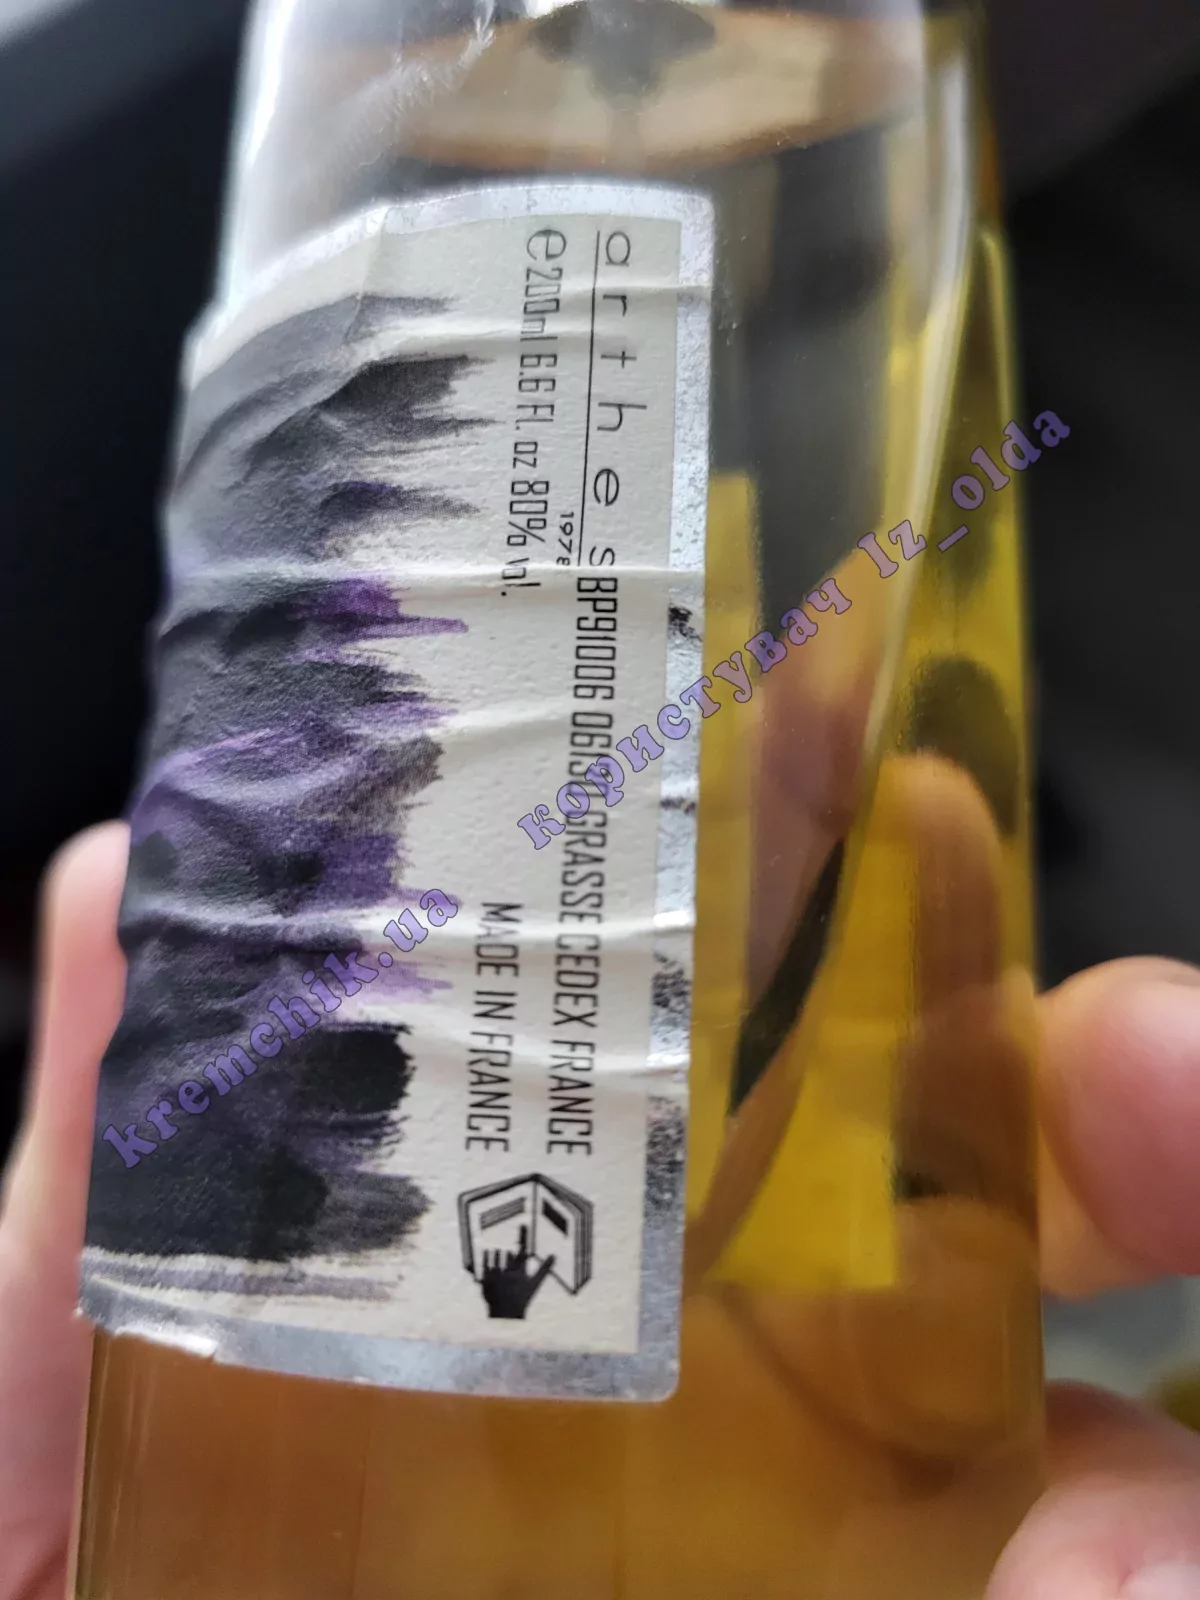 arthes
1978
BP91006 06130 GRASSE CEDEX FRANCE
e200ml 6.6 Fl. oz 80% vol.
MADE IN FRANCE
користувач Iz_olda
kremchik.ua